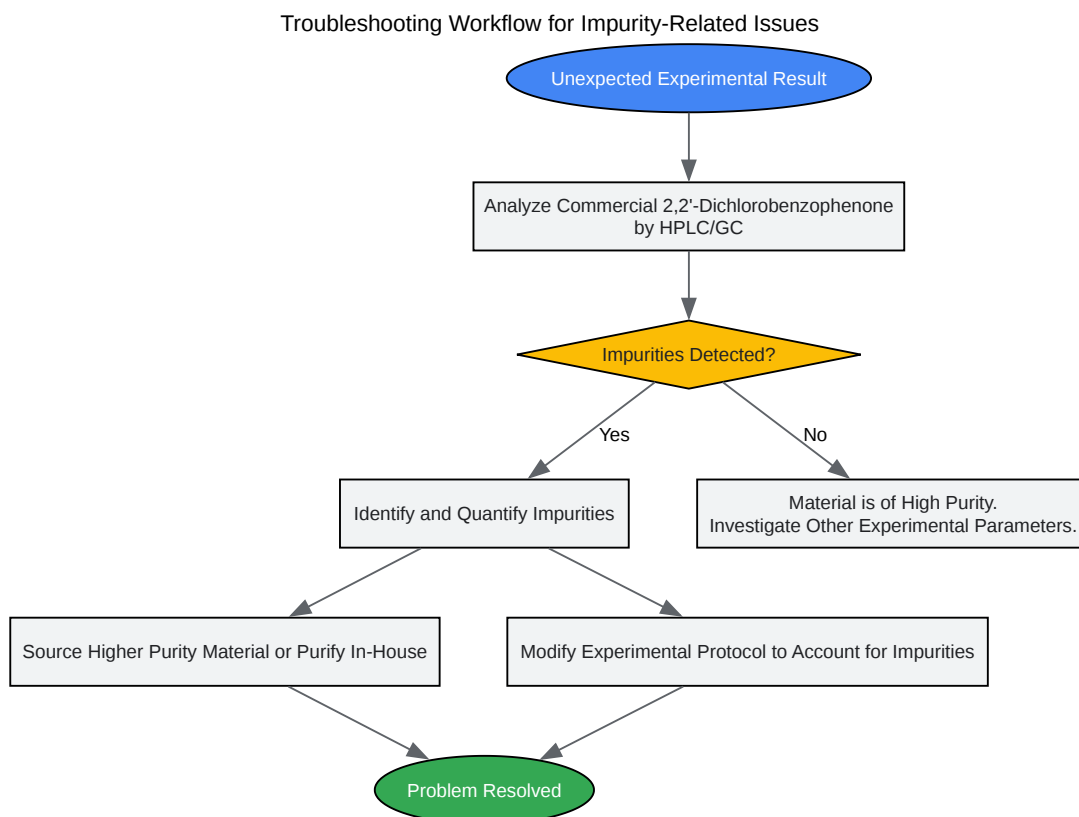 Troubleshooting Workflow for Impurity-Related Issues
Unexpected Experimental Result
Analyze Commercial 2,2'-Dichlorobenzophenone
by HPLC/GC
Impurities Detected?
Yes
No
Identify and Quantify Impurities
Material is of High Purity.
Investigate Other Experimental Parameters.
Source Higher Purity Material or Purify In-House
Modify Experimental Protocol to Account for Impurities
Problem Resolved